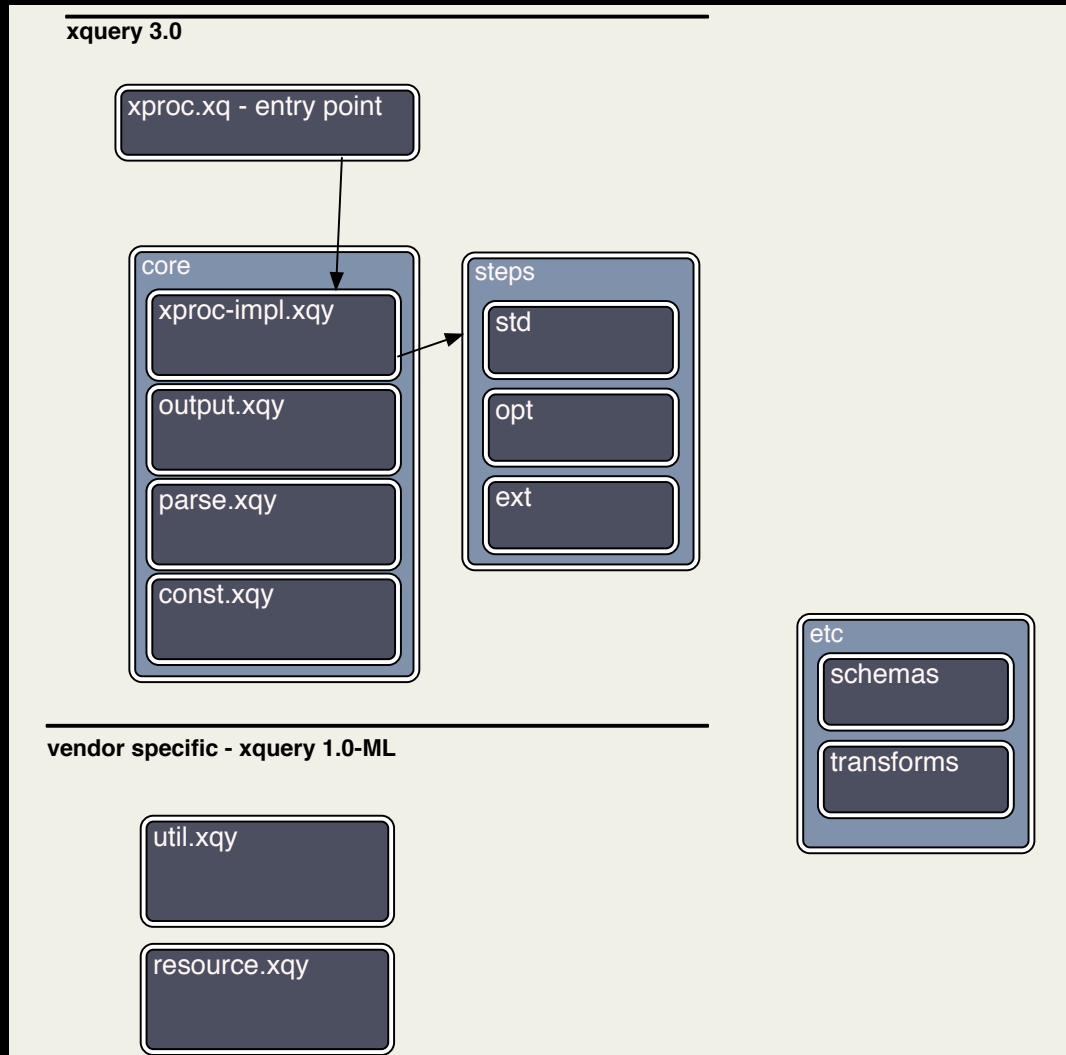 xquery 3.0
xproc.xq - entry point
core
xproc-impl.xqy
output.xqy
parse.xqy
const.xqy
steps
std
opt
ext
etc
schemas
transforms
vendor specific - xquery 1.0-ML
util.xqy
resource.xqy